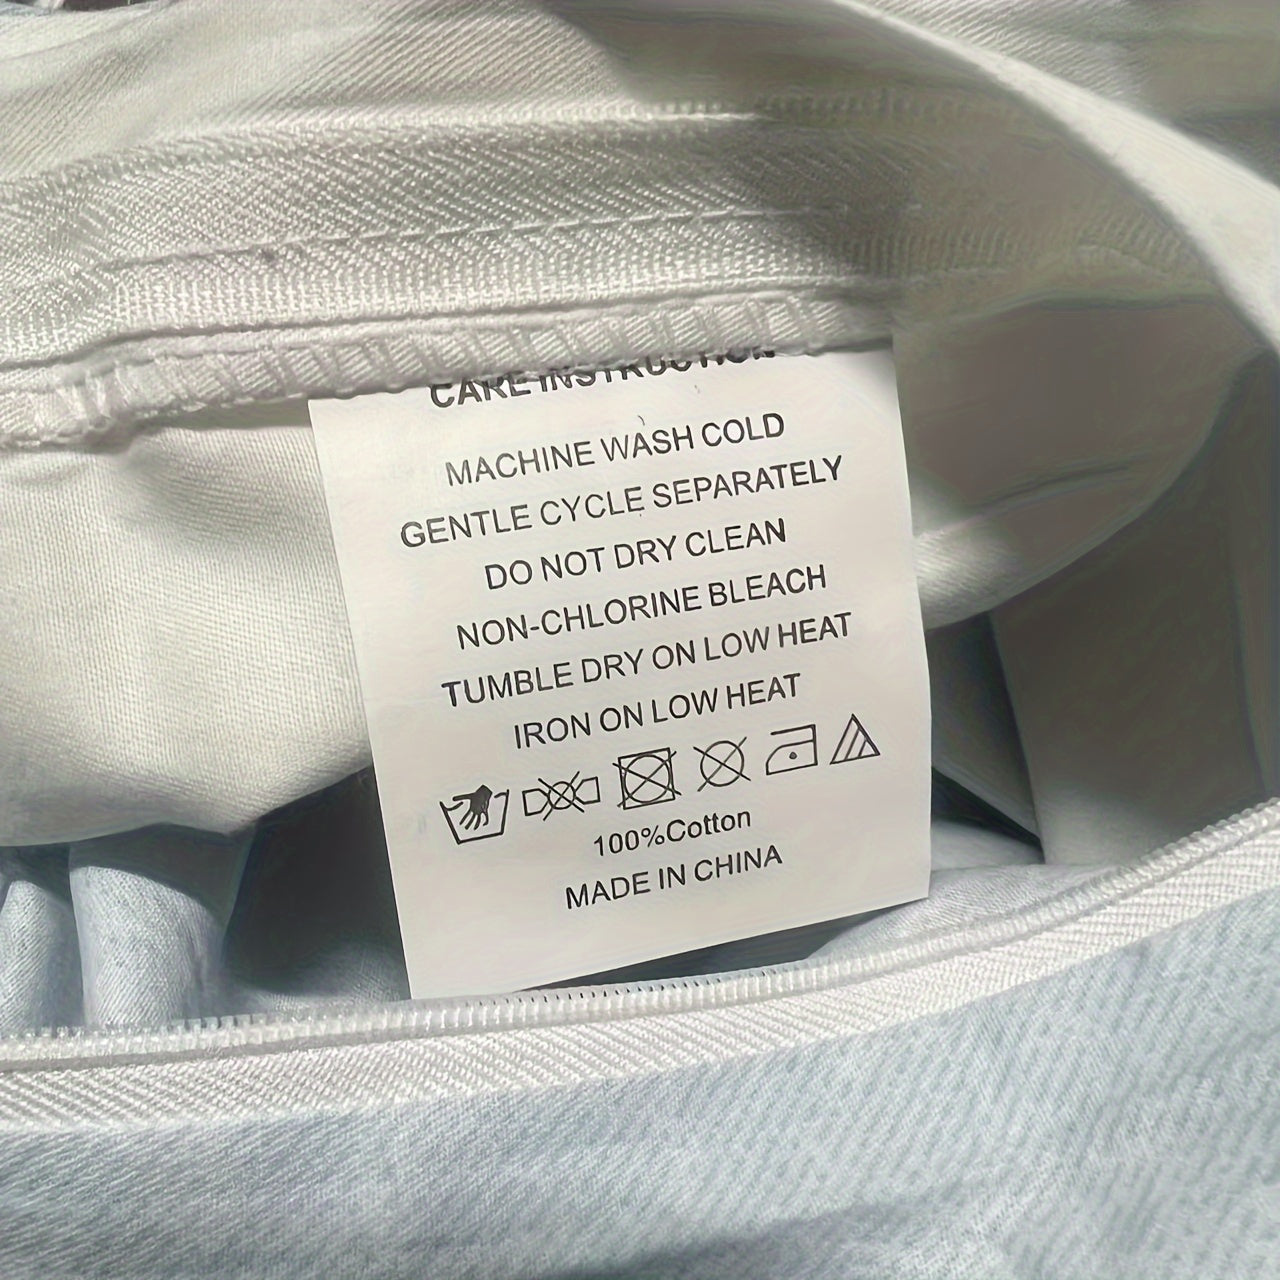 CARE INSTRUCTION
MACHINE WASH COLD
GENTLE CYCLE SEPARATELY
DO NOT DRY CLEAN
NON-CHLORINE BLEACH
TUMBLE DRY ON LOW HEAT
IRON ON LOW HEAT
100%Cotton
MADE IN CHINA